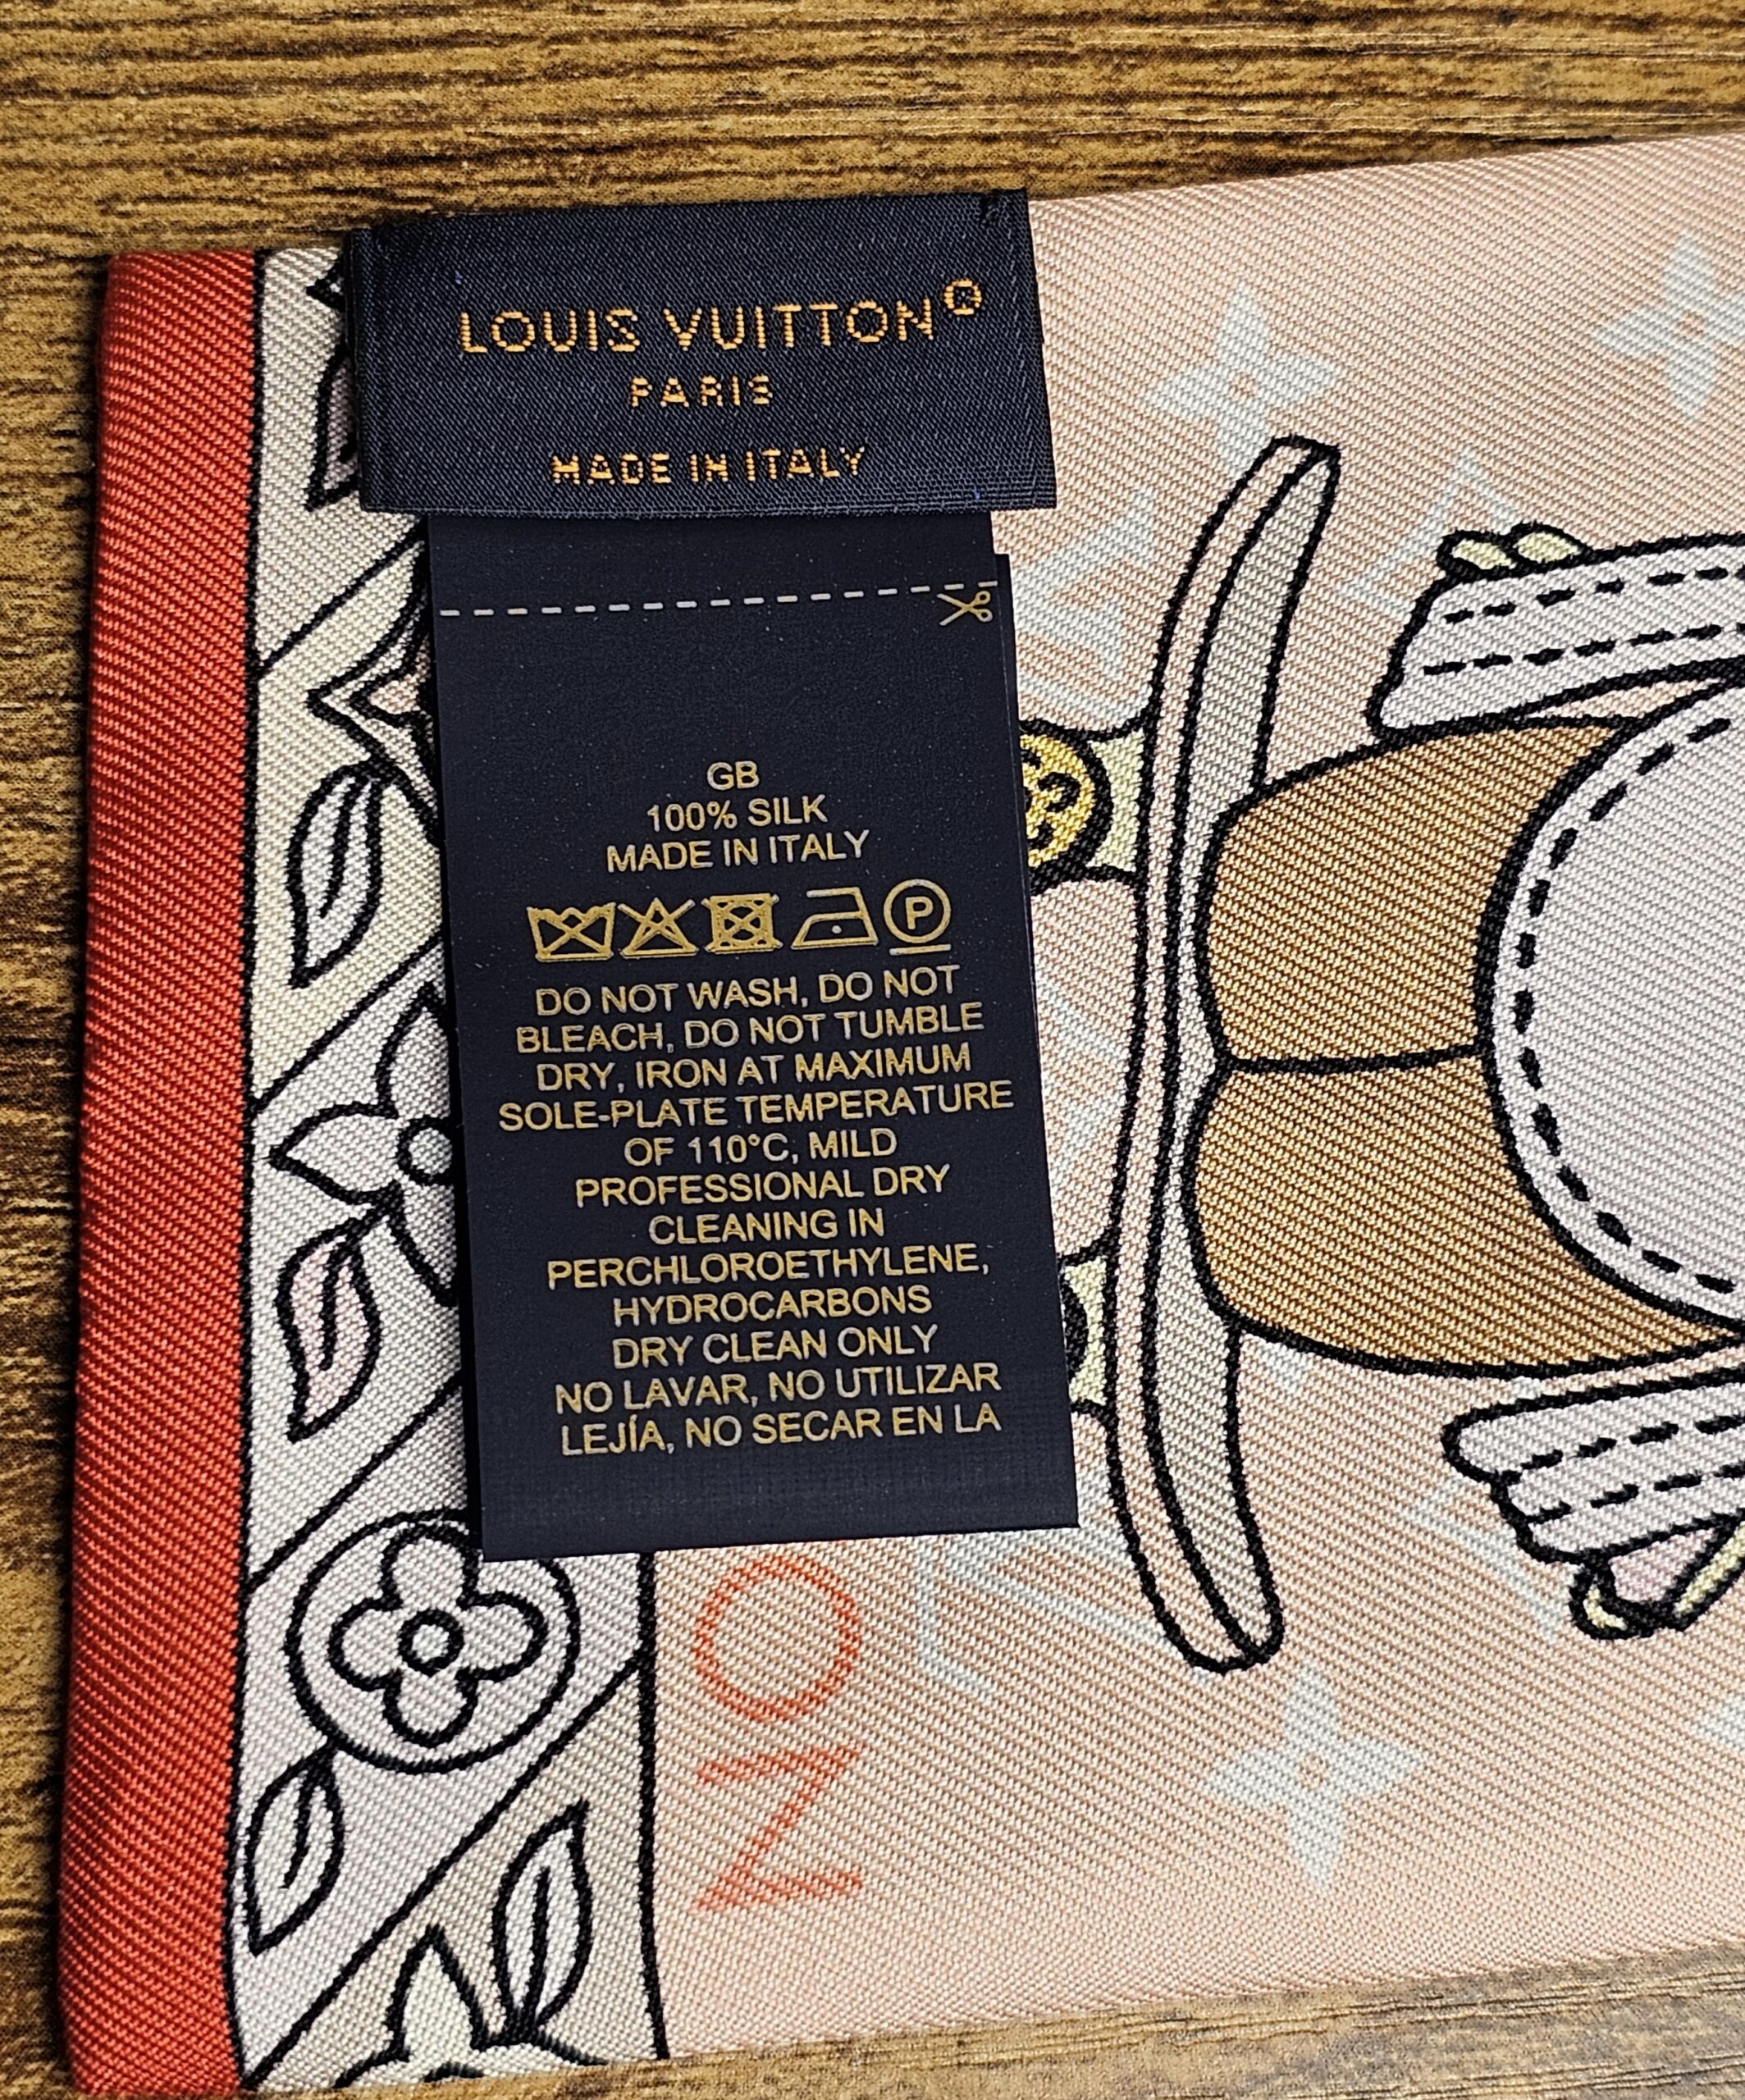 LOUIS VUITTON®
PARIS
MADE IN ITALY
GB
100% SILK
MADE IN ITALY
P
DO NOT WASH, DO NOT
BLEACH, DO NOT TUMBLE
DRY, IRON AT MAXIMUM
SOLE-PLATE TEMPERATURE
OF 110°C, MILD
PROFESSIONAL DRY
CLEANING IN
PERCHLOROETHYLENE,
HYDROCARBONS
DRY CLEAN ONLY
NO LAVAR, NO UTILIZAR
LEJÍA, NO SECAR EN LA
ON